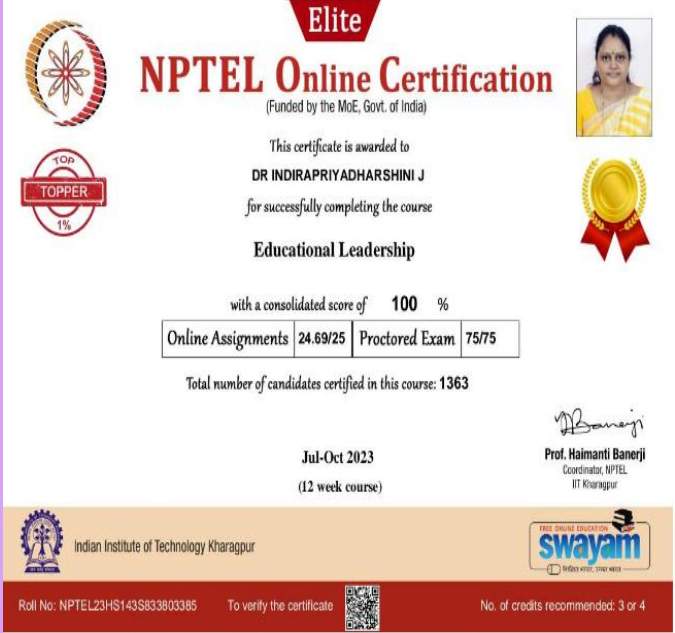 Elite
NPTEL Online Certification
(Funded by the MoE, Govt. of India)
This certificate is awarded to
DR INDIRAPRIYADHARSHINI J
for successfully completing the course
TOP
TOPPER
1%
Educational Leadership
with a consolidated score of 100 %
Online Assignments 24.69/25 Proctored Exam 75/75
Total number of candidates certified in this course: 1363
Jul-Oct 2023
(12 week course)
Prof. Haimanti Banerji
Coordinator, NPTEL
IIT Kharagpur
Indian Institute of Technology Kharagpur
FREE ONLINE EDUCATION
swayam
शिक्षित भारत, उन्नत भारत
Roll No: NPTEL23HS143S833803385 To verify the certificate No. of credits recommended: 3 or 4